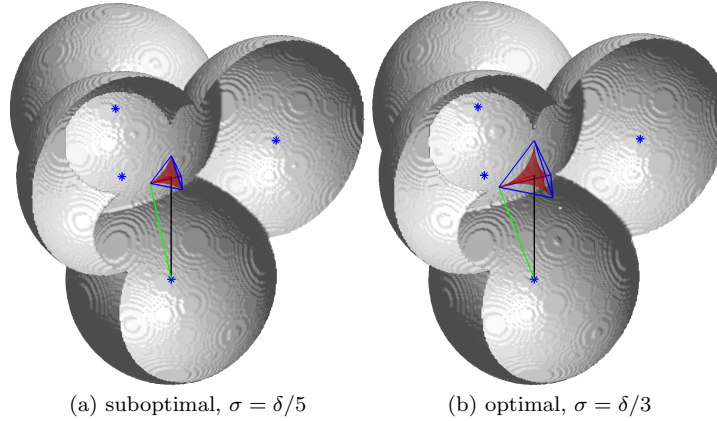 (a) suboptimal, σ = δ/5
(b) optimal, σ = δ/3